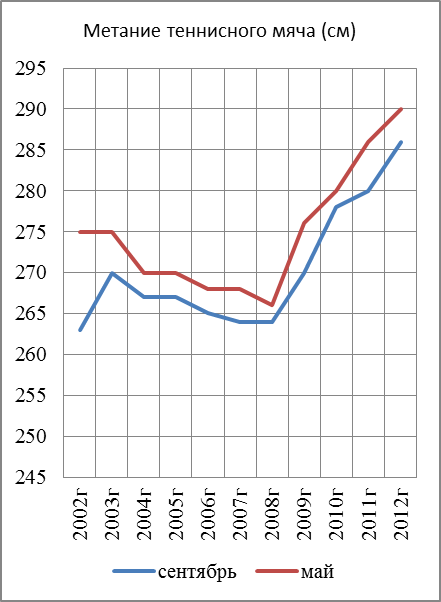 Метание теннисного мяча (см)
295
290
285
280
275
270
265
260
255
250
245
2002г
2003г
2004г
2005г
2006г
2007г
2008г
2009г
2010г
2011г
2012г
сентябрь май